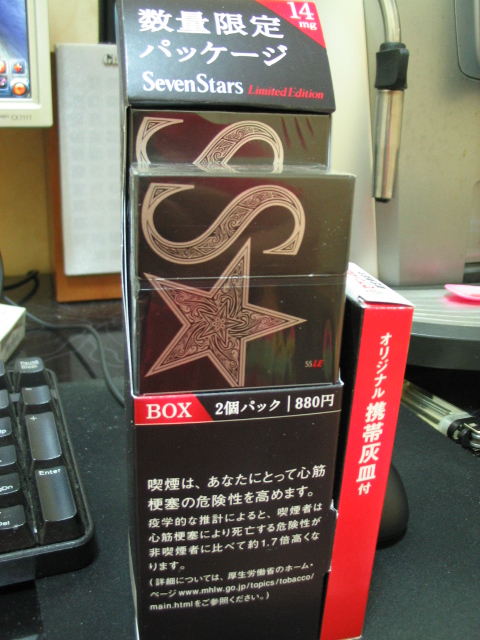 数量限定
パッケージ
14
mg
SevenStars Limited Edition
S
S
SS.LE
BOX 2個パック | 880円
喫煙は、あなたにとって心筋
梗塞の危険性を高めます。
疫学的な推計によると、喫煙者は
心筋梗塞により死亡する危険性が
非喫煙者に比べて約1.7倍高くな
ります。
(詳細については、厚生労働省のホーム・
ページ www.mhlw.go.jp/topics/tobacco/
main.htmlをご参照ください。)
オリジナル携帯灰皿付
Enter